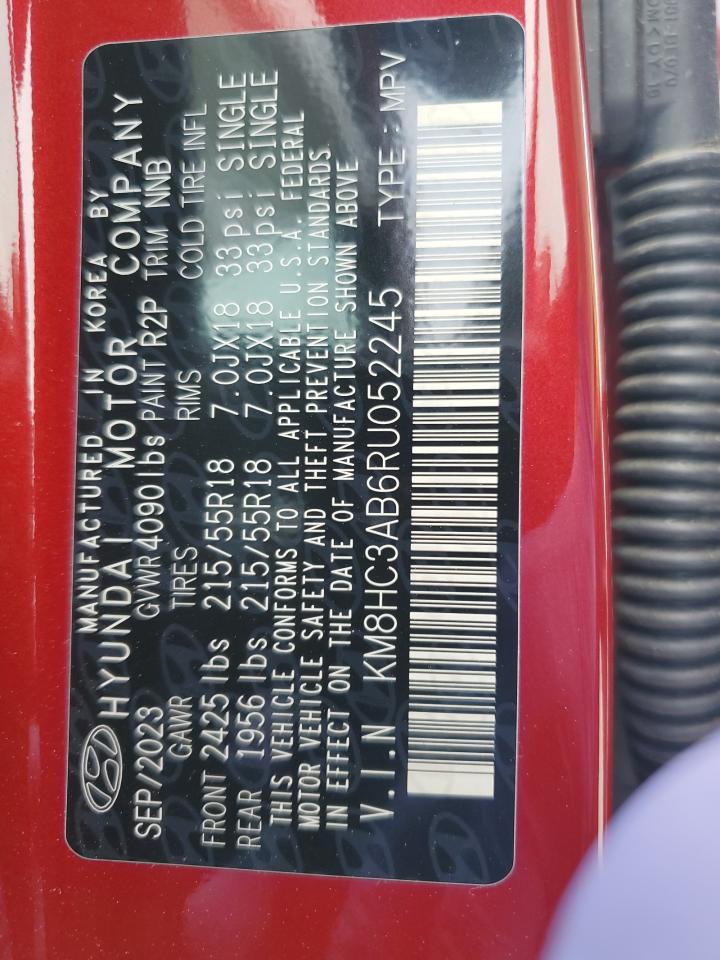 MANUFACTURED IN KOREA BY
HYUNDAI MOTOR COMPANY
SEP/2023 GVWR 4090lbs PAINT R2P TRIM NNB
GAWR TIRES RIMS COLD TIRE INFL
FRONT 2425 lbs 215/55R18 7.0JX18 33psi SINGLE
REAR 1956 lbs 215/55R18 7.0JX18 33psi SINGLE
THIS VEHICLE CONFORMS TO ALL APPLICABLE U.S.A. FEDERAL
MOTOR VEHICLE SAFETY AND THEFT PREVENTION STANDARDS
IN EFFECT ON THE DATE OF MANUFACTURE SHOWN ABOVE
V.I.N KM8HC3AB6RU052245 TYPE : MPV